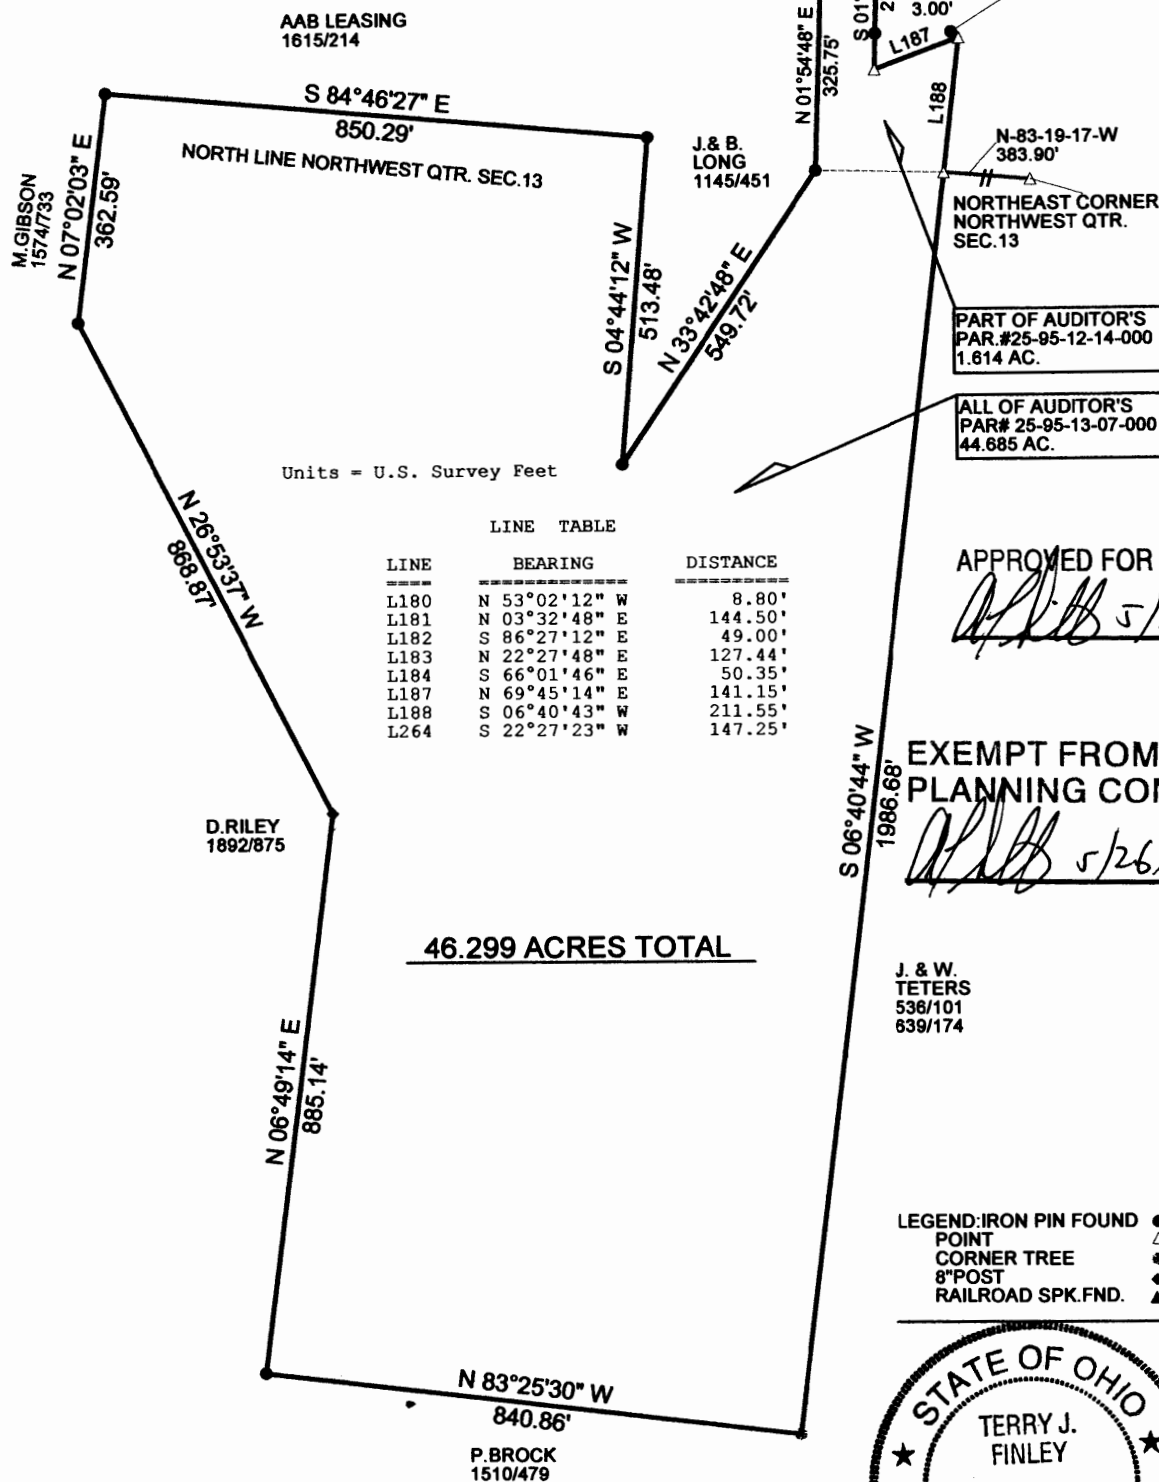 AAB LEASING
1615/214
S 84°46'27" E
850.29'
NORTH LINE NORTHWEST QTR. SEC.13
M.GIBSON
1574/733
N 07°02'03" E
362.59'
J.& B.
LONG
1145/451
N 01°54'48" E
325.75'
S 01°
2
3.00'
L187
L188
N-83-19-17-W
383.90'
NORTHEAST CORNER
NORTHWEST QTR.
SEC.13
S 04°44'12" W
513.48'
N 33°42'48" E
549.72'
PART OF AUDITOR'S
PAR.#25-95-12-14-000
1.614 AC.
ALL OF AUDITOR'S
PAR# 25-95-13-07-000
44.685 AC.
Units = U.S. Survey Feet
N 26°53'37" W
868.87'
LINE TABLE
LINE BEARING DISTANCE
==== ============= ==========
L180 N 53°02'12" W 8.80'
L181 N 03°32'48" E 144.50'
L182 S 86°27'12" E 49.00'
L183 N 22°27'48" E 127.44'
L184 S 66°01'46" E 50.35'
L187 N 69°45'14" E 141.15'
L188 S 06°40'43" W 211.55'
L264 S 22°27'23" W 147.25'
APPROVED FOR
5/
S 06°40'44" W
1986.68'
EXEMPT FROM
PLANNING CO
5/26
D.RILEY
1892/875
46.299 ACRES TOTAL
J. & W.
TETERS
536/101
639/174
N 06°49'14" E
885.14'
LEGEND:IRON PIN FOUND
POINT
CORNER TREE
8"POST
RAILROAD SPK.FND.
N 83°25'30" W
840.86'
P.BROCK
1510/479
STATE OF OHIO
TERRY J.
FINLEY